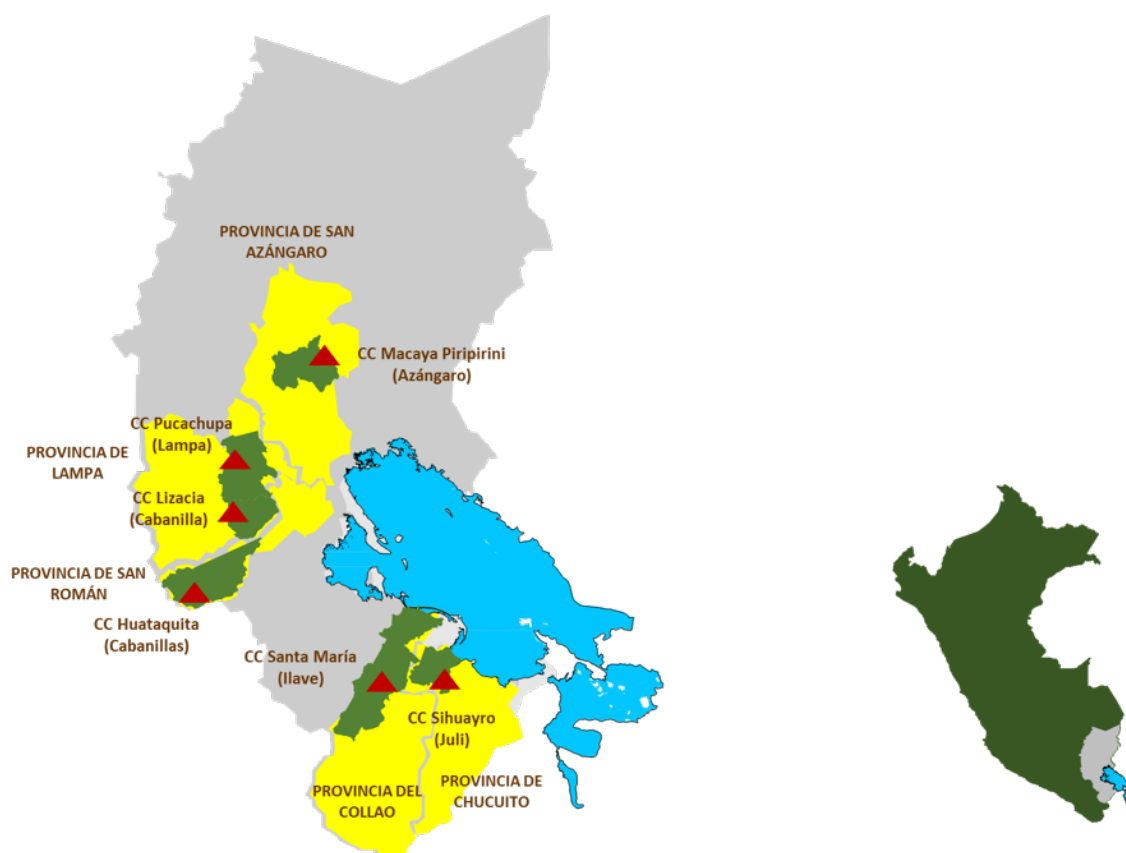 PROVINCIA DE SAN
AZÁNGARO
CC Macaya Piripirini
(Azángaro)
CC Pucachupa
(Lampa)
PROVINCIA DE
LAMPA
CC Lizacia
(Cabanilla)
PROVINCIA DE SAN
ROMÁN
CC Huataquita
(Cabanillas)
CC Santa María
(Ilave)
CC Sihuayro
(Juli)
PROVINCIA DEL
COLLAO
PROVINCIA DE
CHUCUITO